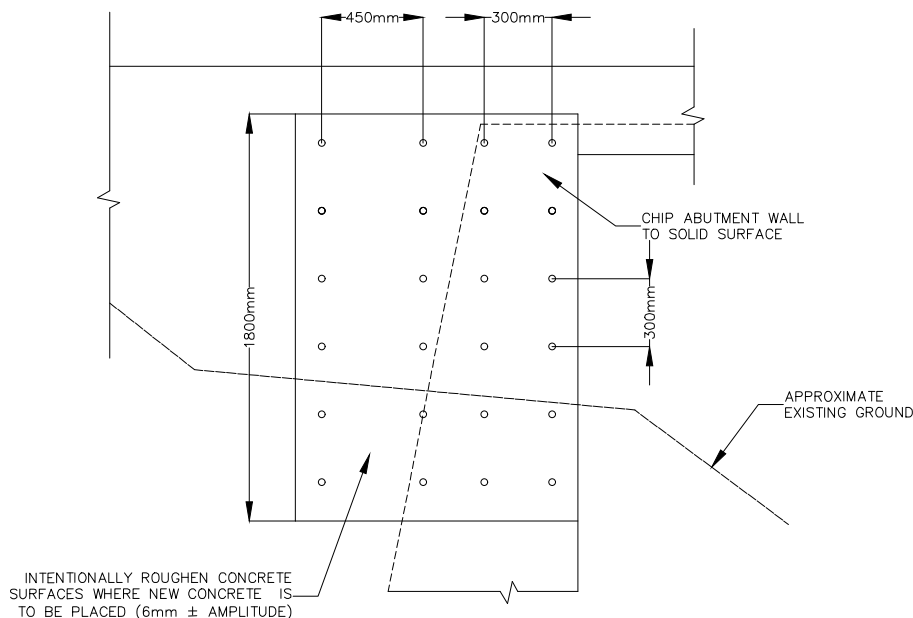 450mm
300mm
CHIP ABUTMENT WALL
TO SOLID SURFACE
1800mm
300mm
APPROXIMATE
EXISTING GROUND
INTENTIONALLY ROUGHEN CONCRETE
SURFACES WHERE NEW CONCRETE IS
TO BE PLACED (6mm ± AMPLITUDE)